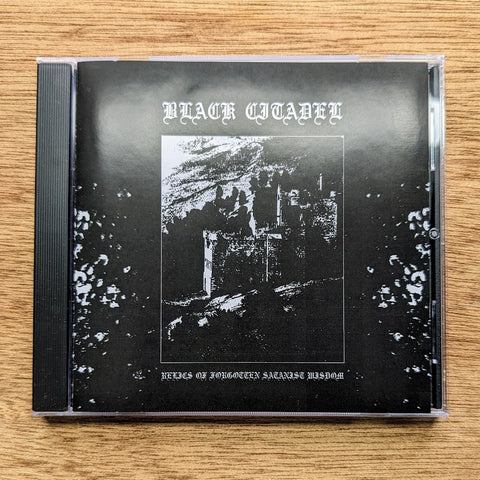 BLACK CITADEL
RELICS OF FORGOTTEN SATANIST WISDOM